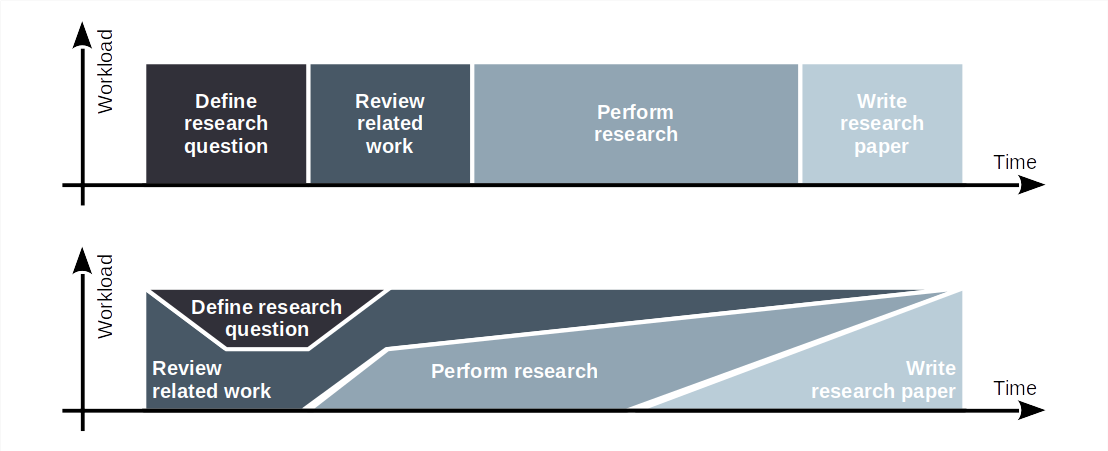 Workload
Define
research
question
Review
related
work
Perform
research
Write
research
paper
Time
Workload
Define research
question
Review
related work
Perform research
Write
research paper
Time